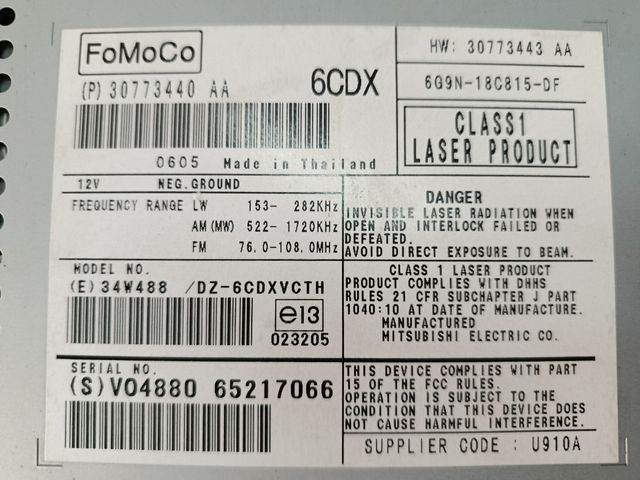 FoMoCo
(P) 30773440 AA
6CDX
0605 Made in Thailand
HW: 30773443 AA
6G9N-18C815-DF
CLASS1
LASER PRODUCT
12V NEG.GROUND
FREQUENCY RANGE LW 153- 282KHz
AM(MW) 522- 1720KHz
FM 76.0-108.0MHz
DANGER
INVISIBLE LASER RADIATION WHEN
OPEN AND INTERLOCK FAILED OR
DEFEATED.
AVOID DIRECT EXPOSURE TO BEAM.
MODEL NO.
(E) 34W488 /DZ-6CDXVCTH
e13
023205
CLASS 1 LASER PRODUCT
PRODUCT COMPLIES WITH DHHS
RULES 21 CFR SUBCHAPTER J PART
1040:10 AT DATE OF MANUFACTURE.
MANUFACTURED
MITSUBISHI ELECTRIC CO.
SERIAL NO.
(S)VO4880 65217066
THIS DEVICE COMPLIES WITH PART
15 OF THE FCC RULES.
OPERATION IS SUBJECT TO THE
CONDITION THAT THIS DEVICE DOES
NOT CAUSE HARMFUL INTERFERENCE.
SUPPLIER CODE : U910A